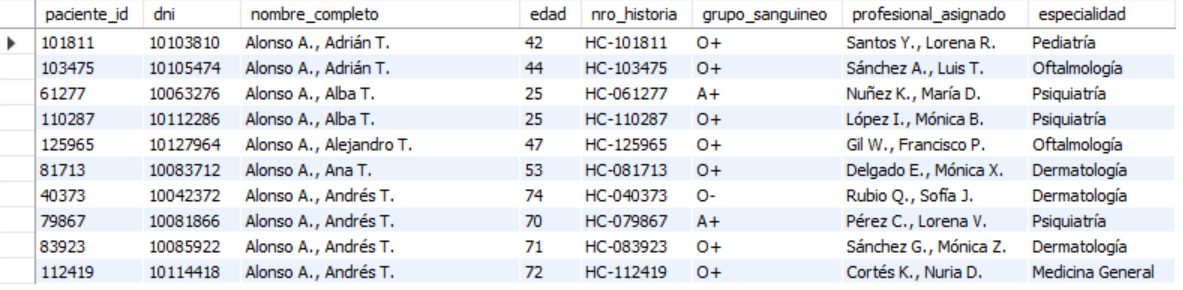 paciente_id dni nombre_completo edad nro_historia grupo_sanguineo profesional_asignado especialidad
101811 10103810 Alonso A., Adrián T. 42 HC-101811 O+ Santos Y., Lorena R. Pediatría
103475 10105474 Alonso A., Adrián T. 44 HC-103475 O+ Sánchez A., Luis T. Oftalmología
61277 10063276 Alonso A., Alba T. 25 HC-061277 A+ Nuñez K., María D. Psiquiatría
110287 10112286 Alonso A., Alba T. 25 HC-110287 O+ López I., Mónica B. Psiquiatría
125965 10127964 Alonso A., Alejandro T. 47 HC-125965 O+ Gil W., Francisco P. Oftalmología
81713 10083712 Alonso A., Ana T. 53 HC-081713 O+ Delgado E., Mónica X. Dermatología
40373 10042372 Alonso A., Andrés T. 74 HC-040373 O- Rubio Q., Sofía J. Dermatología
79867 10081866 Alonso A., Andrés T. 70 HC-079867 A+ Pérez C., Lorena V. Psiquiatría
83923 10085922 Alonso A., Andrés T. 71 HC-083923 O+ Sánchez G., Mónica Z. Dermatología
112419 10114418 Alonso A., Andrés T. 72 HC-112419 O+ Cortés K., Nuria D. Medicina General